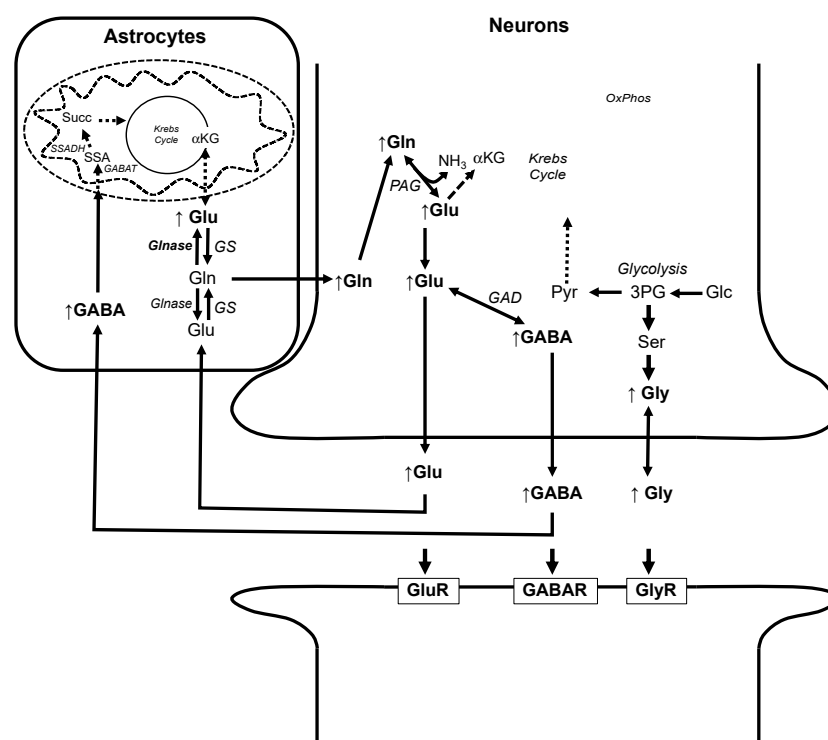 Astrocytes
Neurons
OxPhos
Succ
Krebs
Cycle
αKG
SSADH
SSA
GABAT
↑Gln
NH₃
αKG
PAG
Krebs
Cycle
↑Glu
↑ Glu
Glnase
GS
Gln
↑Gln
↑Glu
GAD
Glycolysis
Pyr
3PG
Glc
Glnase
GS
↑GABA
Glu
↑GABA
Ser
↑ Gly
↑Glu
↑GABA
↑ Gly
GluR
GABAR
GlyR